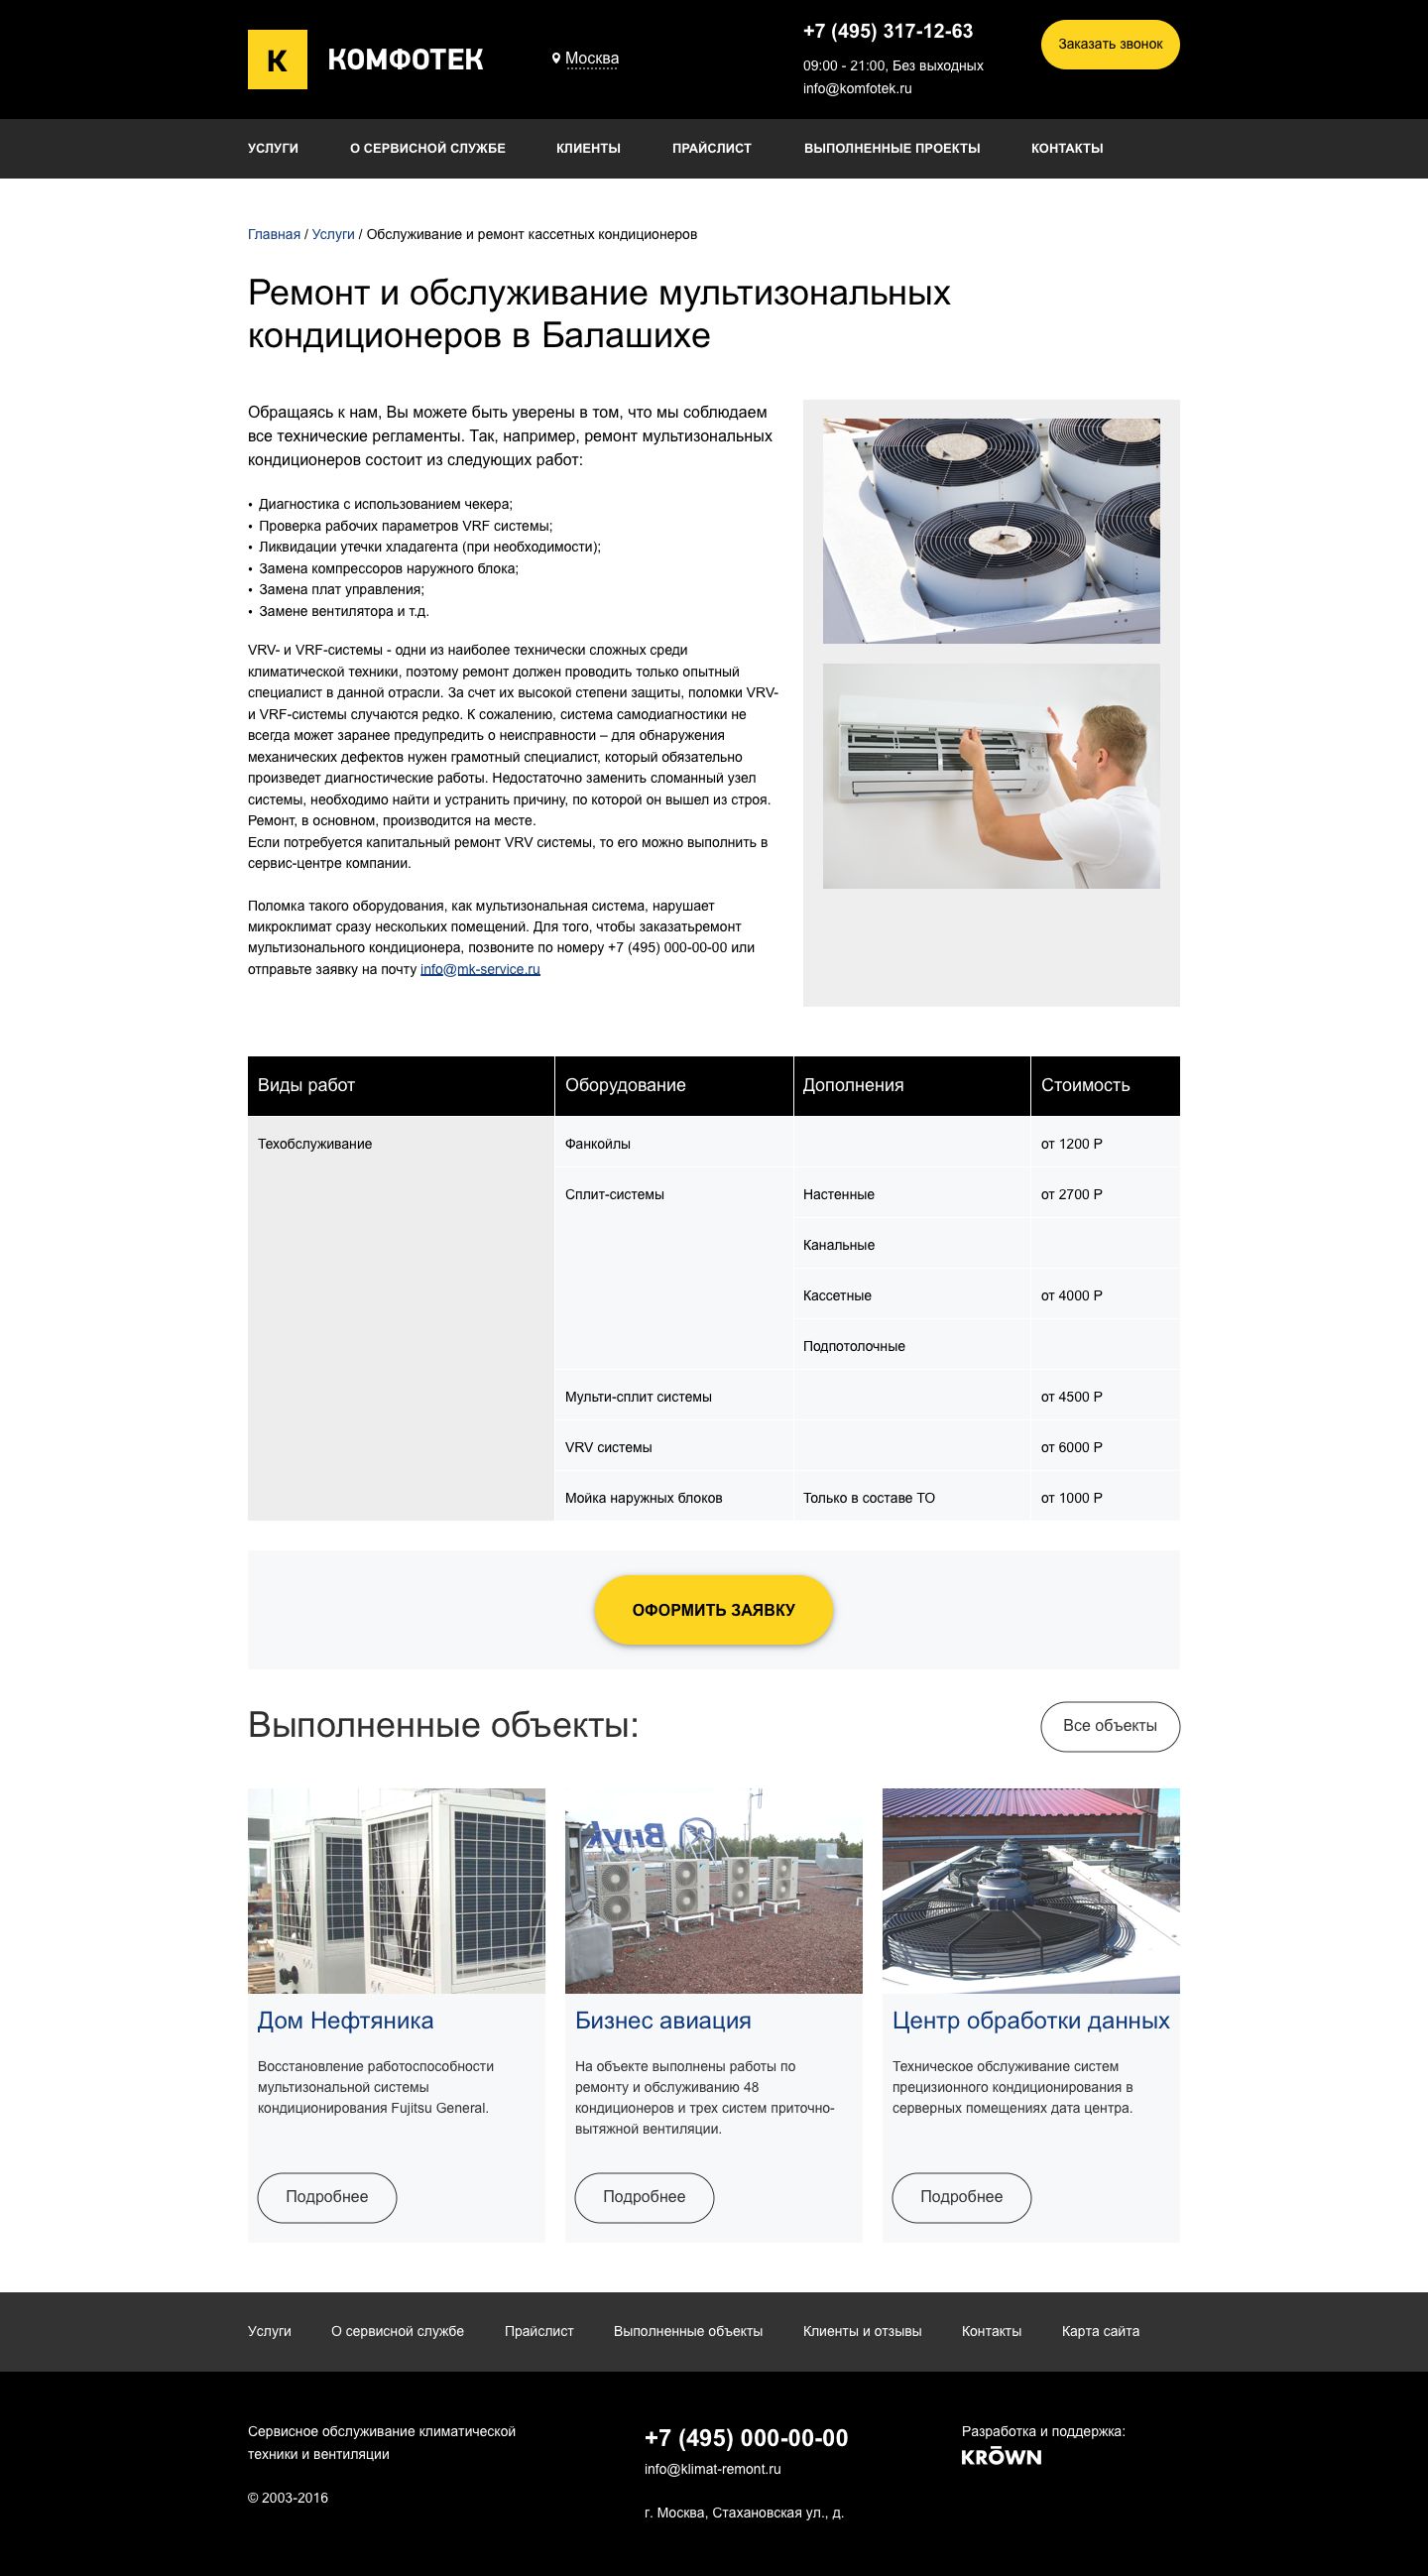 К
КОМФОТЕК
Москва
+7 (495) 317-12-63
09:00 - 21:00, Без выходных
info@komfotek.ru
Заказать звонок
УСЛУГИ
О СЕРВИСНОЙ СЛУЖБЕ
КЛИЕНТЫ
ПРАЙСЛИСТ
ВЫПОЛНЕННЫЕ ПРОЕКТЫ
КОНТАКТЫ
Главная / Услуги / Обслуживание и ремонт кассетных кондиционеров
Ремонт и обслуживание мультизональных
кондиционеров в Балашихе
Обращаясь к нам, Вы можете быть уверены в том, что мы соблюдаем
все технические регламенты. Так, например, ремонт мультизональных
кондиционеров состоит из следующих работ:
• Диагностика с использованием чекера;
• Проверка рабочих параметров VRF системы;
• Ликвидации утечки хладагента (при необходимости);
• Замена компрессоров наружного блока;
• Замена плат управления;
• Замене вентилятора и т.д.
VRV- и VRF-системы - одни из наиболее технически сложных среди
климатической техники, поэтому ремонт должен проводить только опытный
специалист в данной отрасли. За счет их высокой степени защиты, поломки VRV-
и VRF-системы случаются редко. К сожалению, система самодиагностики не
всегда может заранее предупредить о неисправности – для обнаружения
механических дефектов нужен грамотный специалист, который обязательно
произведет диагностические работы. Недостаточно заменить сломанный узел
системы, необходимо найти и устранить причину, по которой он вышел из строя.
Ремонт, в основном, производится на месте.
Если потребуется капитальный ремонт VRV системы, то его можно выполнить в
сервис-центре компании.
Поломка такого оборудования, как мультизональная система, нарушает
микроклимат сразу нескольких помещений. Для того, чтобы заказатьремонт
мультизонального кондиционера, позвоните по номеру +7 (495) 000-00-00 или
отправьте заявку на почту info@mk-service.ru
Виды работ
Оборудование
Дополнения
Стоимость
Техобслуживание
Фанкойлы
от 1200 Р
Сплит-системы
Настенные
от 2700 Р
Канальные
Кассетные
от 4000 Р
Подпотолочные
Мульти-сплит системы
от 4500 Р
VRV системы
от 6000 Р
Мойка наружных блоков
Только в составе ТО
от 1000 Р
ОФОРМИТЬ ЗАЯВКУ
Выполненные объекты:
Все объекты
Дом Нефтяника
Восстановление работоспособности
мультизональной системы
кондиционирования Fujitsu General.
Подробнее
Бизнес авиация
На объекте выполнены работы по
ремонту и обслуживанию 48
кондиционеров и трех систем приточно-
вытяжной вентиляции.
Подробнее
Центр обработки данных
Техническое обслуживание систем
прецизионного кондиционирования в
серверных помещениях дата центра.
Подробнее
Услуги
О сервисной службе
Прайслист
Выполненные объекты
Клиенты и отзывы
Контакты
Карта сайта
Сервисное обслуживание климатической
техники и вентиляции
© 2003-2016
+7 (495) 000-00-00
info@klimat-remont.ru
г. Москва, Стахановская ул., д.
Разработка и поддержка:
KRŌWN